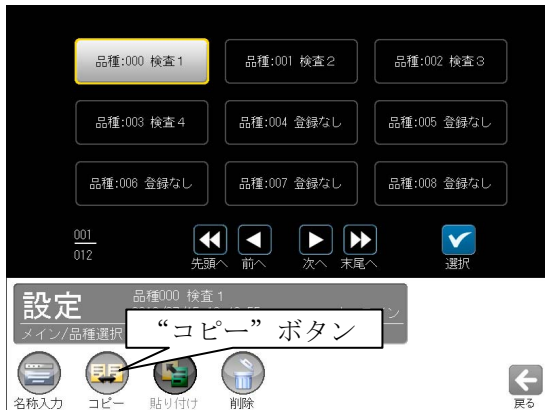 品種:000 検査1
品種:001 検査2
品種:002 検査3
品種:003 検査4
品種:004 登録なし
品種:005 登録なし
品種:006 登録なし
品種:007 登録なし
品種:008 登録なし
001
012
先頭へ
前へ
次へ
末尾へ
選択
設定
品種000 検査1
メイン/品種選択
“コピー”ボタン
名称入力
コピー
貼り付け
削除
戻る